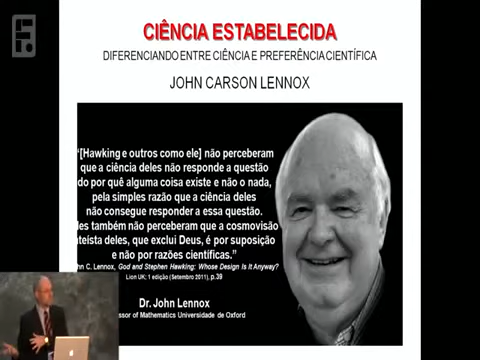 F.
CIÊNCIA ESTABELECIDA
DIFERENCIANDO ENTRE CIÊNCIA E PREFERÊNCIA CIENTÍFICA
JOHN CARSON LENNOX
"[Hawking e outros como ele] não perceberam
que a ciência deles não responde a questão
do por quê alguma coisa existe e não o nada,
pela simples razão que a ciência deles
não consegue responder a essa questão.
les também não perceberam que a cosmovisão
teísta deles, que exclui Deus, é por suposição
e não por razões científicas."
hn C. Lennox, God and Stephen Hawking: Whose Design Is It Anyway?
Lion UK; 1 edição (Setembro 2011), p.39
Dr. John Lennox
ofessor of Mathematics Universidade de Oxford